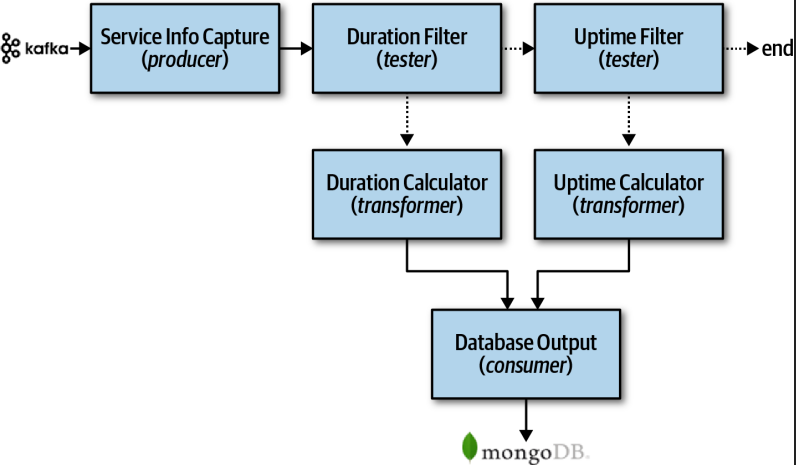 kafka
Service Info Capture
(producer)
Duration Filter
(tester)
Uptime Filter
(tester)
end
Duration Calculator
(transformer)
Uptime Calculator
(transformer)
Database Output
(consumer)
mongoDB.